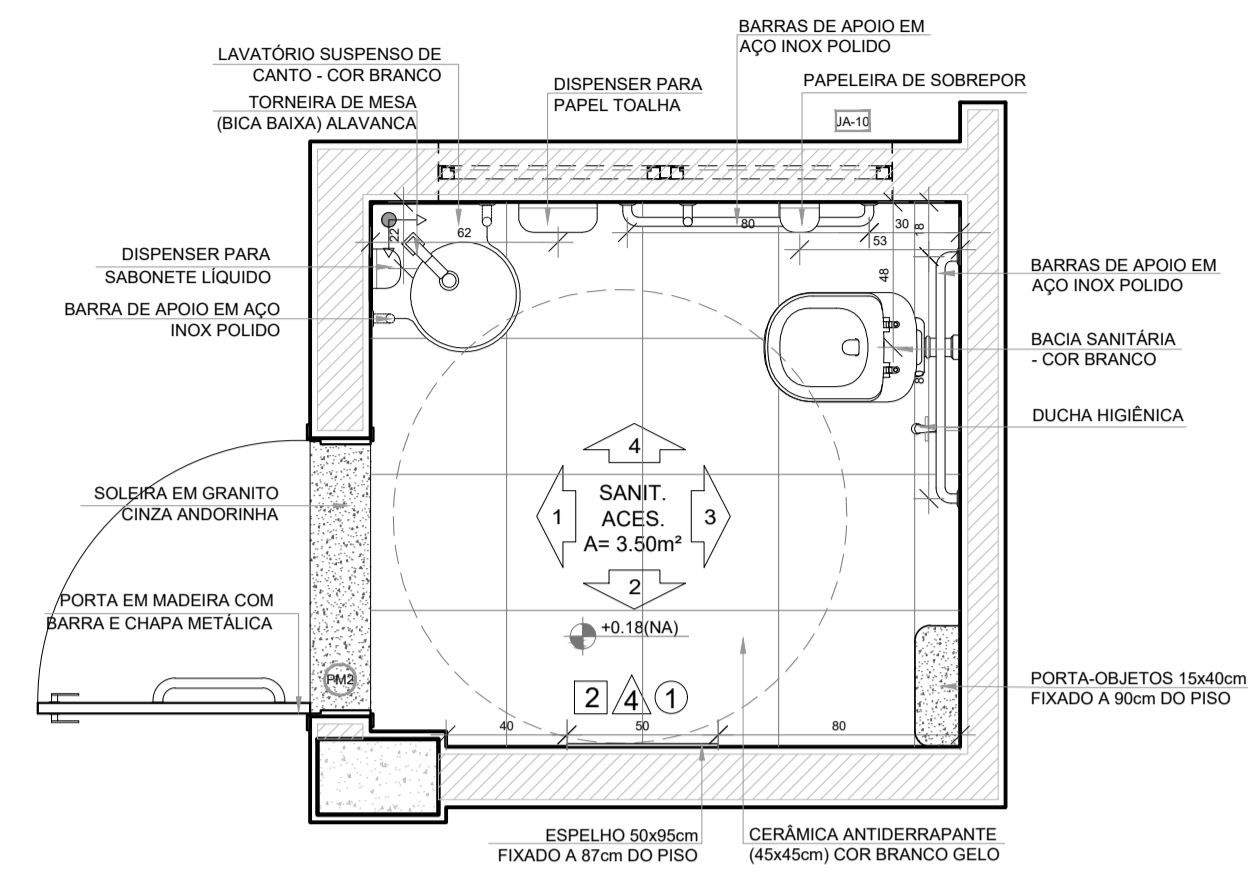 BARRAS DE APOIO EM
AÇO INOX POLIDO
LAVATÓRIO SUSPENSO DE
CANTO - COR BRANCO
DISPENSER PARA
PAPEL TOALHA
PAPELEIRA DE SOBREPOR
TORNEIRA DE MESA
(BICA BAIXA) ALAVANCA
JA-10
22
62
80
30
18
53
48
DISPENSER PARA
SABONETE LÍQUIDO
BARRAS DE APOIO EM
AÇO INOX POLIDO
BARRA DE APOIO EM AÇO
INOX POLIDO
BACIA SANITÁRIA
- COR BRANCO
80
DUCHA HIGIÊNICA
4
SOLEIRA EM GRANITO
CINZA ANDORINHA
1
SANIT.
ACES.
A= 3.50m²
3
2
PORTA EM MADEIRA COM
BARRA E CHAPA METÁLICA
+0.18(NA)
PM2
2
4
1
PORTA-OBJETOS 15x40cm
FIXADO A 90cm DO PISO
40
50
80
ESPELHO 50x95cm
FIXADO A 87cm DO PISO
CERÂMICA ANTIDERRAPANTE
(45x45cm) COR BRANCO GELO